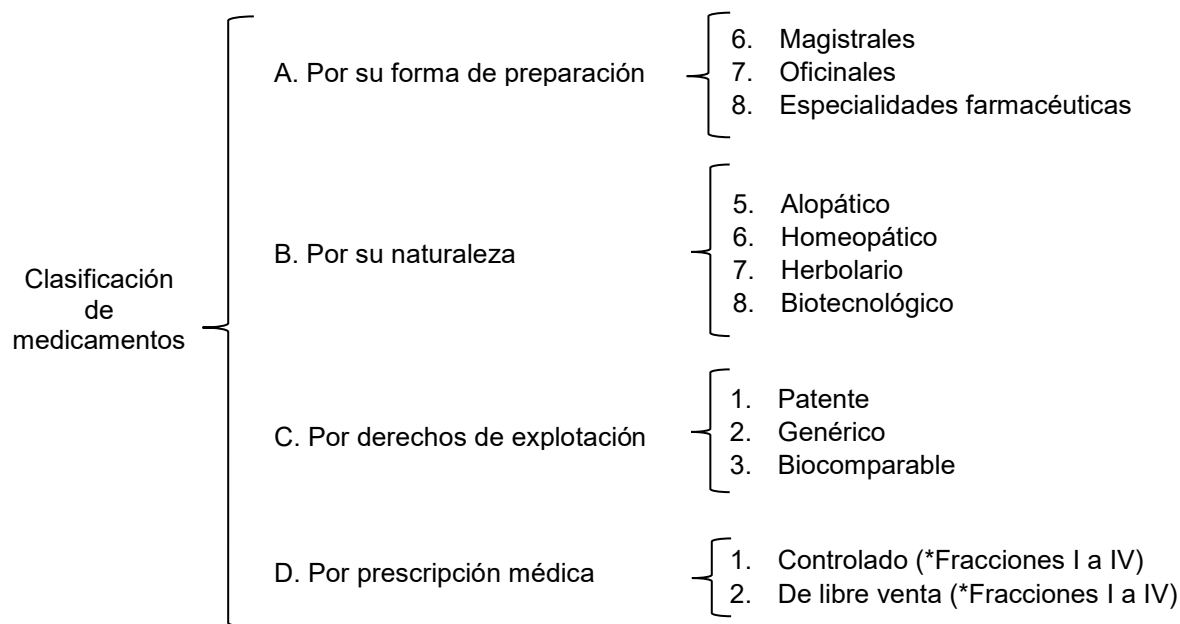 Clasificación
de
medicamentos
A. Por su forma de preparación
6. Magistrales
7. Oficinales
8. Especialidades farmacéuticas
B. Por su naturaleza
5. Alopático
6. Homeopático
7. Herbolario
8. Biotecnológico
C. Por derechos de explotación
1. Patente
2. Genérico
3. Biocomparable
D. Por prescripción médica
1. Controlado (*Fracciones I a IV)
2. De libre venta (*Fracciones I a IV)